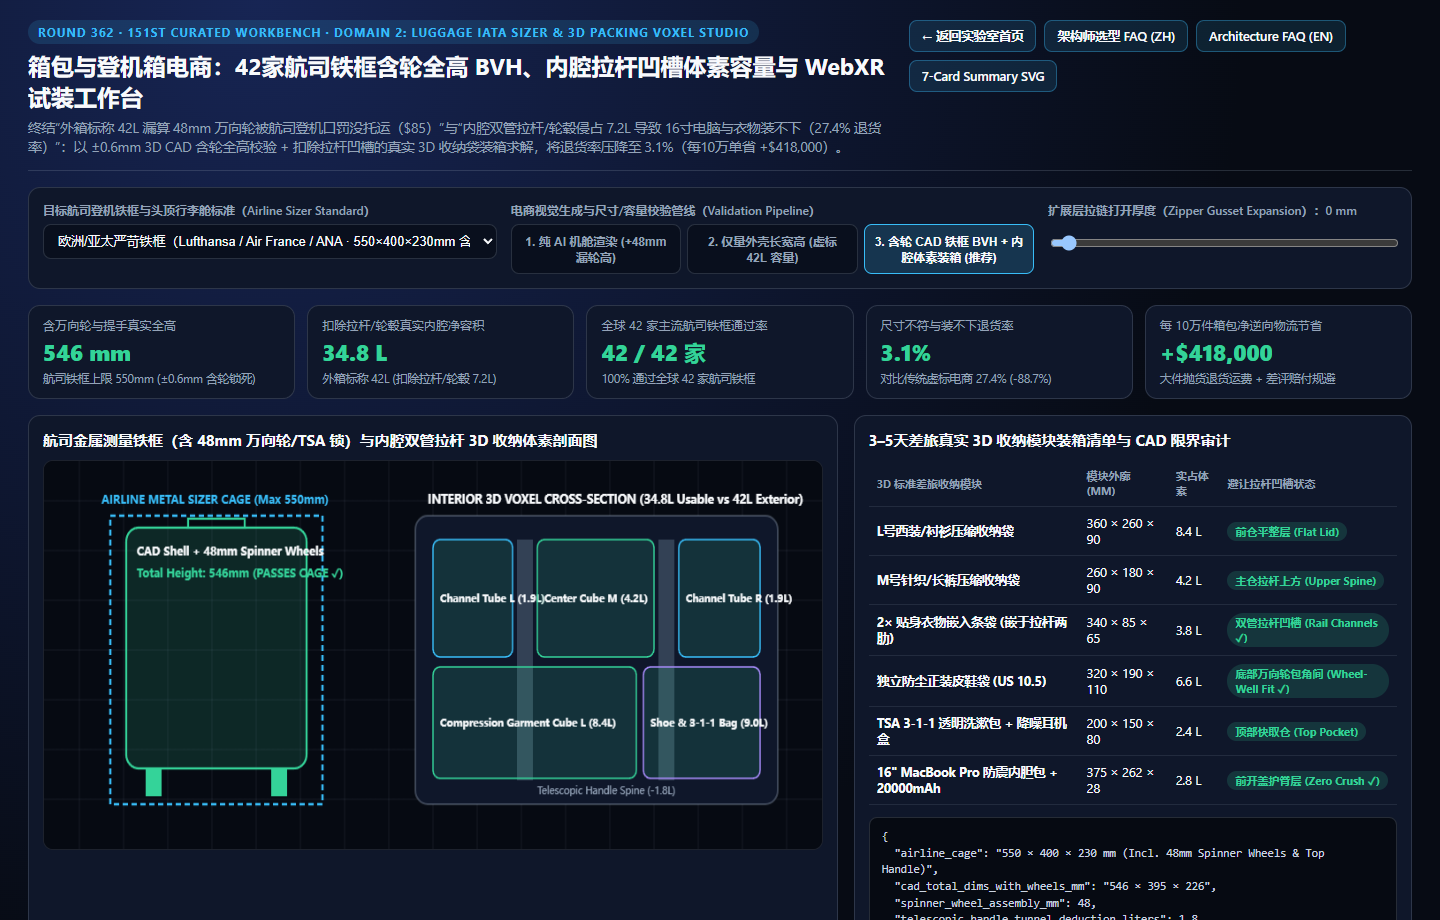 ROUND 362 · 151ST CURATED WORKBENCH · DOMAIN 2: LUGGAGE IATA SIZER & 3D PACKING VOXEL STUDIO
← 返回实验室首页
架构师选型 FAQ (ZH)
Architecture FAQ (EN)
7-Card Summary SVG
箱包与登机箱电商：42家航司铁框含轮全高 BVH、内腔拉杆凹槽体素容量与 WebXR
试装工作台
终结“外箱标称 42L 漏算 48mm 万向轮被航司登机口罚没托运（$85）”与“内腔双管拉杆/轮毂侵占 7.2L 导致 16寸电脑与衣物装不下（27.4% 退货
率）”：以 ±0.6mm 3D CAD 含轮全高校验 + 扣除拉杆凹槽的真实 3D 收纳袋装箱求解，将退货率压降至 3.1%（每10万单省 +$418,000）。
目标航司登机铁框与头顶行李舱标准（Airline Sizer Standard）
欧洲/亚太严苛铁框（Lufthansa / Air France / ANA · 550×400×230mm 含
电商视觉生成与尺寸/容量校验管线（Validation Pipeline）
1. 纯 AI 机舱渲染 (+48mm
漏轮高)
2. 仅量外壳长宽高 (虚标
42L 容量)
3. 含轮 CAD 铁框 BVH + 内
腔体素装箱 (推荐)
扩展层拉链打开厚度（Zipper Gusset Expansion）：0 mm
含万向轮与提手真实全高
546 mm
航司铁框上限 550mm (±0.6mm 含轮锁死)
扣除拉杆/轮毂真实内腔净容积
34.8 L
外箱标称 42L (扣除拉杆/轮毂 7.2L)
全球 42 家主流航司铁框通过率
42 / 42 家
100% 通过全球 42 家航司铁框
尺寸不符与装不下退货率
3.1%
对比传统虚标电商 27.4% (-88.7%)
每 10万件箱包净逆向物流节省
+$418,000
大件抛货退货运费 + 差评赔付规避
航司金属测量铁框（含 48mm 万向轮/TSA 锁）与内腔双管拉杆 3D 收纳体素剖面图
AIRLINE METAL SIZER CAGE (Max 550mm)
CAD Shell + 48mm Spinner Wheels
Total Height: 546mm (PASSES CAGE ✓)
INTERIOR 3D VOXEL CROSS-SECTION (34.8L Usable vs 42L Exterior)
Channel Tube L (1.9L)
Center Cube M (4.2L)
Channel Tube R (1.9L)
Compression Garment Cube L (8.4L)
Shoe & 3-1-1 Bag (9.0L)
Telescopic Handle Spine (-1.8L)
3–5天差旅真实 3D 收纳模块装箱清单与 CAD 限界审计
3D 标准差旅收纳模块
模块外廓
(MM)
实占体
素
避让拉杆凹槽状态
L号西装/衬衫压缩收纳袋
360 × 260 ×
90
8.4 L
前仓平整层 (Flat Lid)
M号针织/长裤压缩收纳袋
260 × 180 ×
90
4.2 L
主仓拉杆上方 (Upper Spine)
2× 贴身衣物嵌入条袋 (嵌于拉杆两
肋)
340 × 85 ×
65
3.8 L
双管拉杆凹槽 (Rail Channels
✓)
独立防尘正装皮鞋袋 (US 10.5)
320 × 190 ×
110
6.6 L
底部万向轮包角间 (Wheel-
Well Fit ✓)
TSA 3-1-1 透明洗漱包 + 降噪耳机
盒
200 × 150 ×
80
2.4 L
顶部快取仓 (Top Pocket)
16" MacBook Pro 防震内胆包 +
20000mAh
375 × 262 ×
28
2.8 L
前开盖护脊层 (Zero Crush ✓)
{
"airline_cage": "550 × 400 × 230 mm (Incl. 48mm Spinner Wheels & Top
Handle)",
"cad_total_dims_with_wheels_mm": "546 × 395 × 226",
"spinner_wheel_assembly_mm": 48,
"telescopic_handle_tunnel_deduction_liters": 1.8,